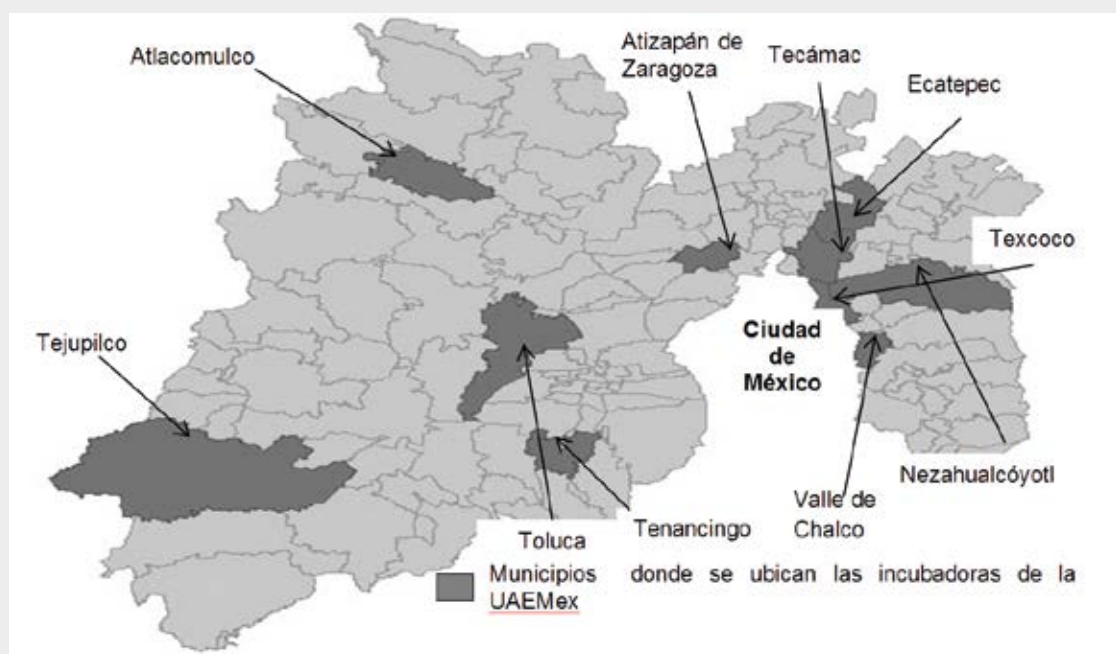 Atlacomulco
Atizapán de
Zaragoza
Tecámac
Ecatepec
Texcoco
Ciudad
de
México
Tejupilco
Nezahualcóyotl
Valle de
Chalco
Tenancingo
Toluca
Municipios donde se ubican las incubadoras de la
UAEMex